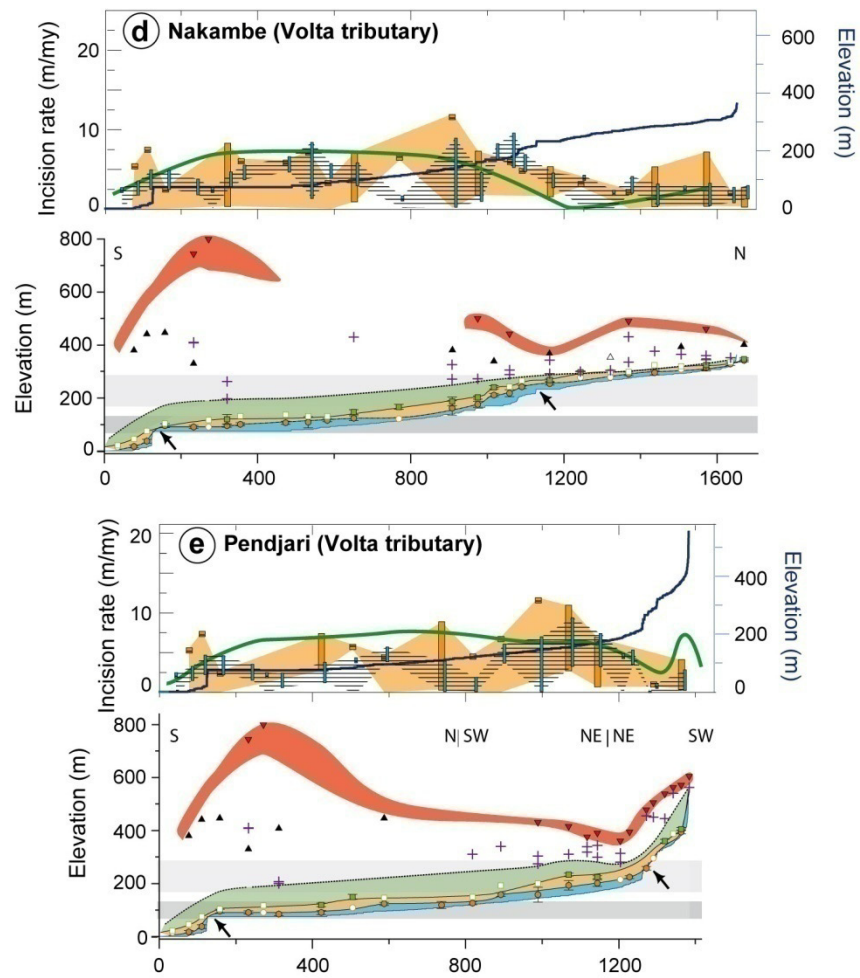 d Nakambe (Volta tributary)
Incision rate (m/my)
20
10
0
Elevation (m)
600
400
200
0
S
N
Elevation (m)
800
600
400
200
0
0
400
800
1200
1600
e Pendjari (Volta tributary)
Incision rate (m/my)
20
10
0
Elevation (m)
400
200
0
S
N| SW
NE | NE
SW
Elevation (m)
800
600
400
200
0
0
400
800
1200